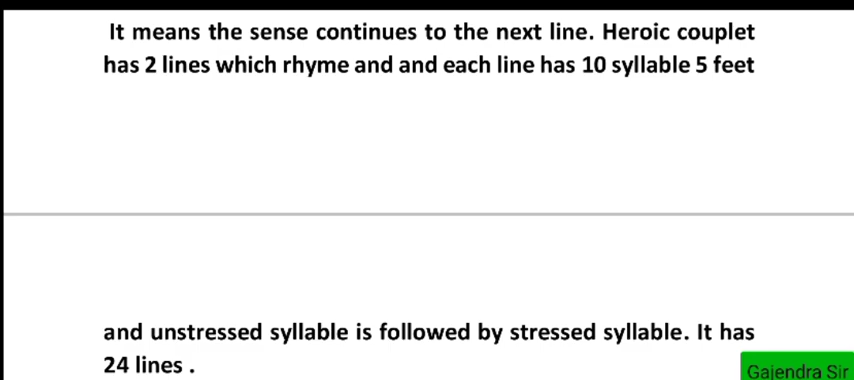 It means the sense continues to the next line. Heroic couplet
has 2 lines which rhyme and and each line has 10 syllable 5 feet
and unstressed syllable is followed by stressed syllable. It has
24 lines .
Gajendra Sir